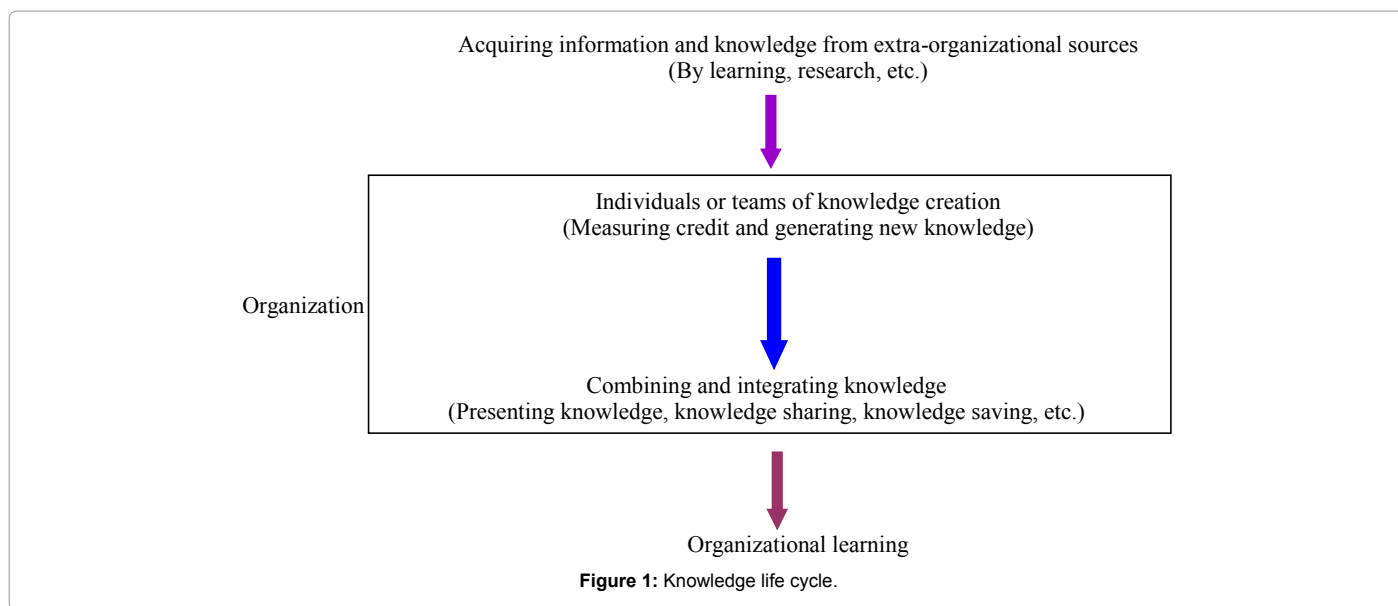 Acquiring information and knowledge from extra-organizational sources
(By learning, research, etc.)
Individuals or teams of knowledge creation
(Measuring credit and generating new knowledge)
Organization
Combining and integrating knowledge
(Presenting knowledge, knowledge sharing, knowledge saving, etc.)
Organizational learning
Figure 1: Knowledge life cycle.